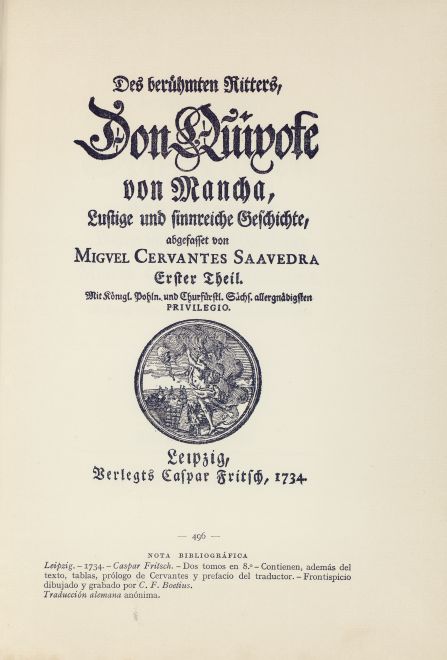 Des berühmten Ritters,
Don Quixote
von Mancha,
Lustige und sinnreiche Geschichte,
abgefasset von
MIGVEL CERVANTES SAAVEDRA
Erster Theil.
Mit Königl. Pohln. und Churfürstl. Sächs. allergnädigsten
PRIVILEGIO.
Leipzig,
Verlegts Caspar Fritsch, 1734.
— 496 —
NOTA BIBLIOGRÁFICA
Leipzig. – 1734. – Caspar Fritsch. – Dos tomos en 8.º – Contienen, además del
texto, tablas, prólogo de Cervantes y prefacio del traductor. – Frontispicio
dibujado y grabado por C. F. Boetius.
Traducción alemana anónima.